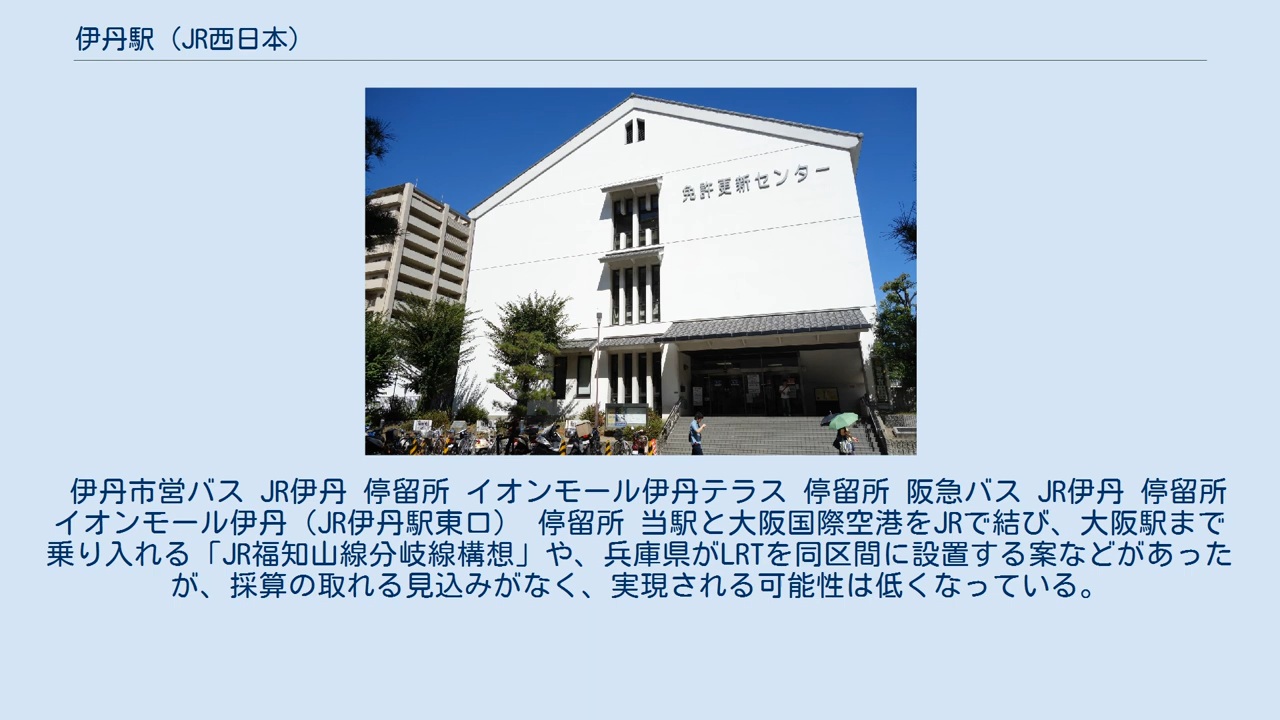 伊丹駅（JR西日本）
免許更新センター
伊丹市営バス JR伊丹 停留所 イオンモール伊丹テラス 停留所 阪急バス JR伊丹 停留所
イオンモール伊丹（JR伊丹駅東口） 停留所 当駅と大阪国際空港をJRで結び、大阪駅まで
乗り入れる「JR福知山線分岐線構想」や、兵庫県がLRTを同区間に設置する案などがあった
が、採算の取れる見込みがなく、実現される可能性は低くなっている。